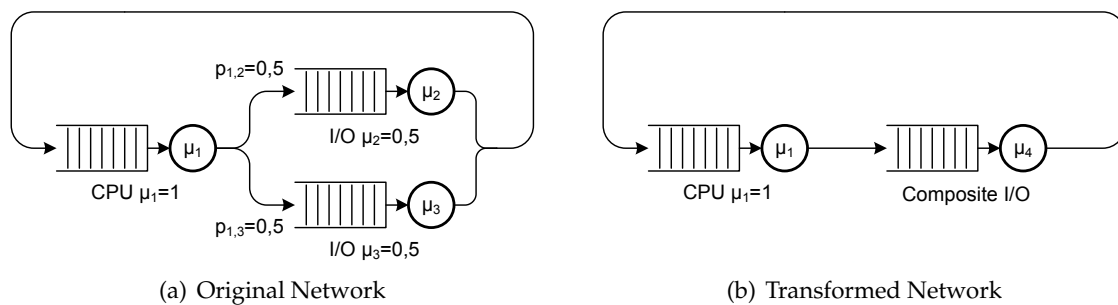 p1,2=0,5
μ2
I/O μ2=0,5
μ1
CPU μ1=1
μ3
p1,3=0,5
I/O μ3=0,5
(a) Original Network
μ1
CPU μ1=1
μ4
Composite I/O
(b) Transformed Network